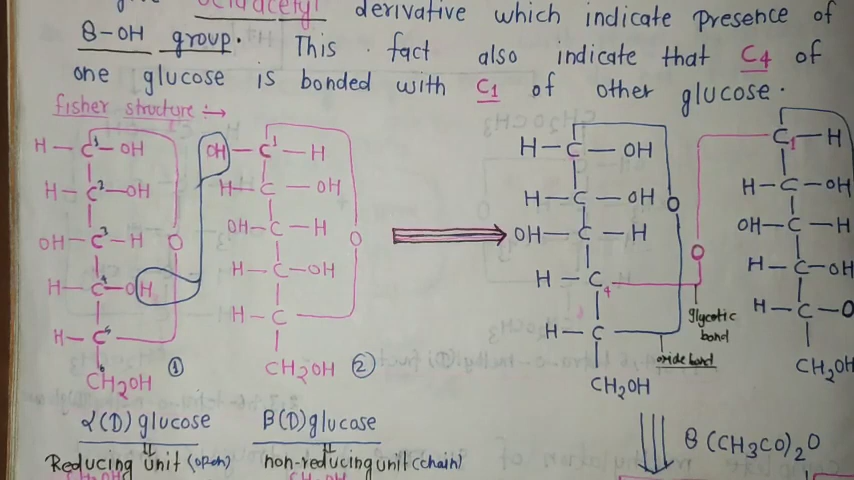 derivative which indicate presence of
8-OH group. This fact also indicate that C4 of
one glucose is bonded with C1 of other glucose.
fisher structure :→
H — C1 — OH
H — C2 — OH
OH — C3 — H O
H — C4 — OH
H — C5
6 CH2OH ①
OH — C1 — H
H — C — OH
OH — C — H O
H — C — OH
H — C
CH2OH ②
H — C — OH
H — C — OH O
OH — C — H
H — C4
H — C
CH2OH
O
glycotic
bond
oxide bond
C1 — H
H — C — OH
OH — C — H
H — C — OH
H — C — O
CH2OH
α(D) glucose
Reducing unit (open)
β(D) glucose
non-reducing unit (chain)
8 (CH3CO)2O